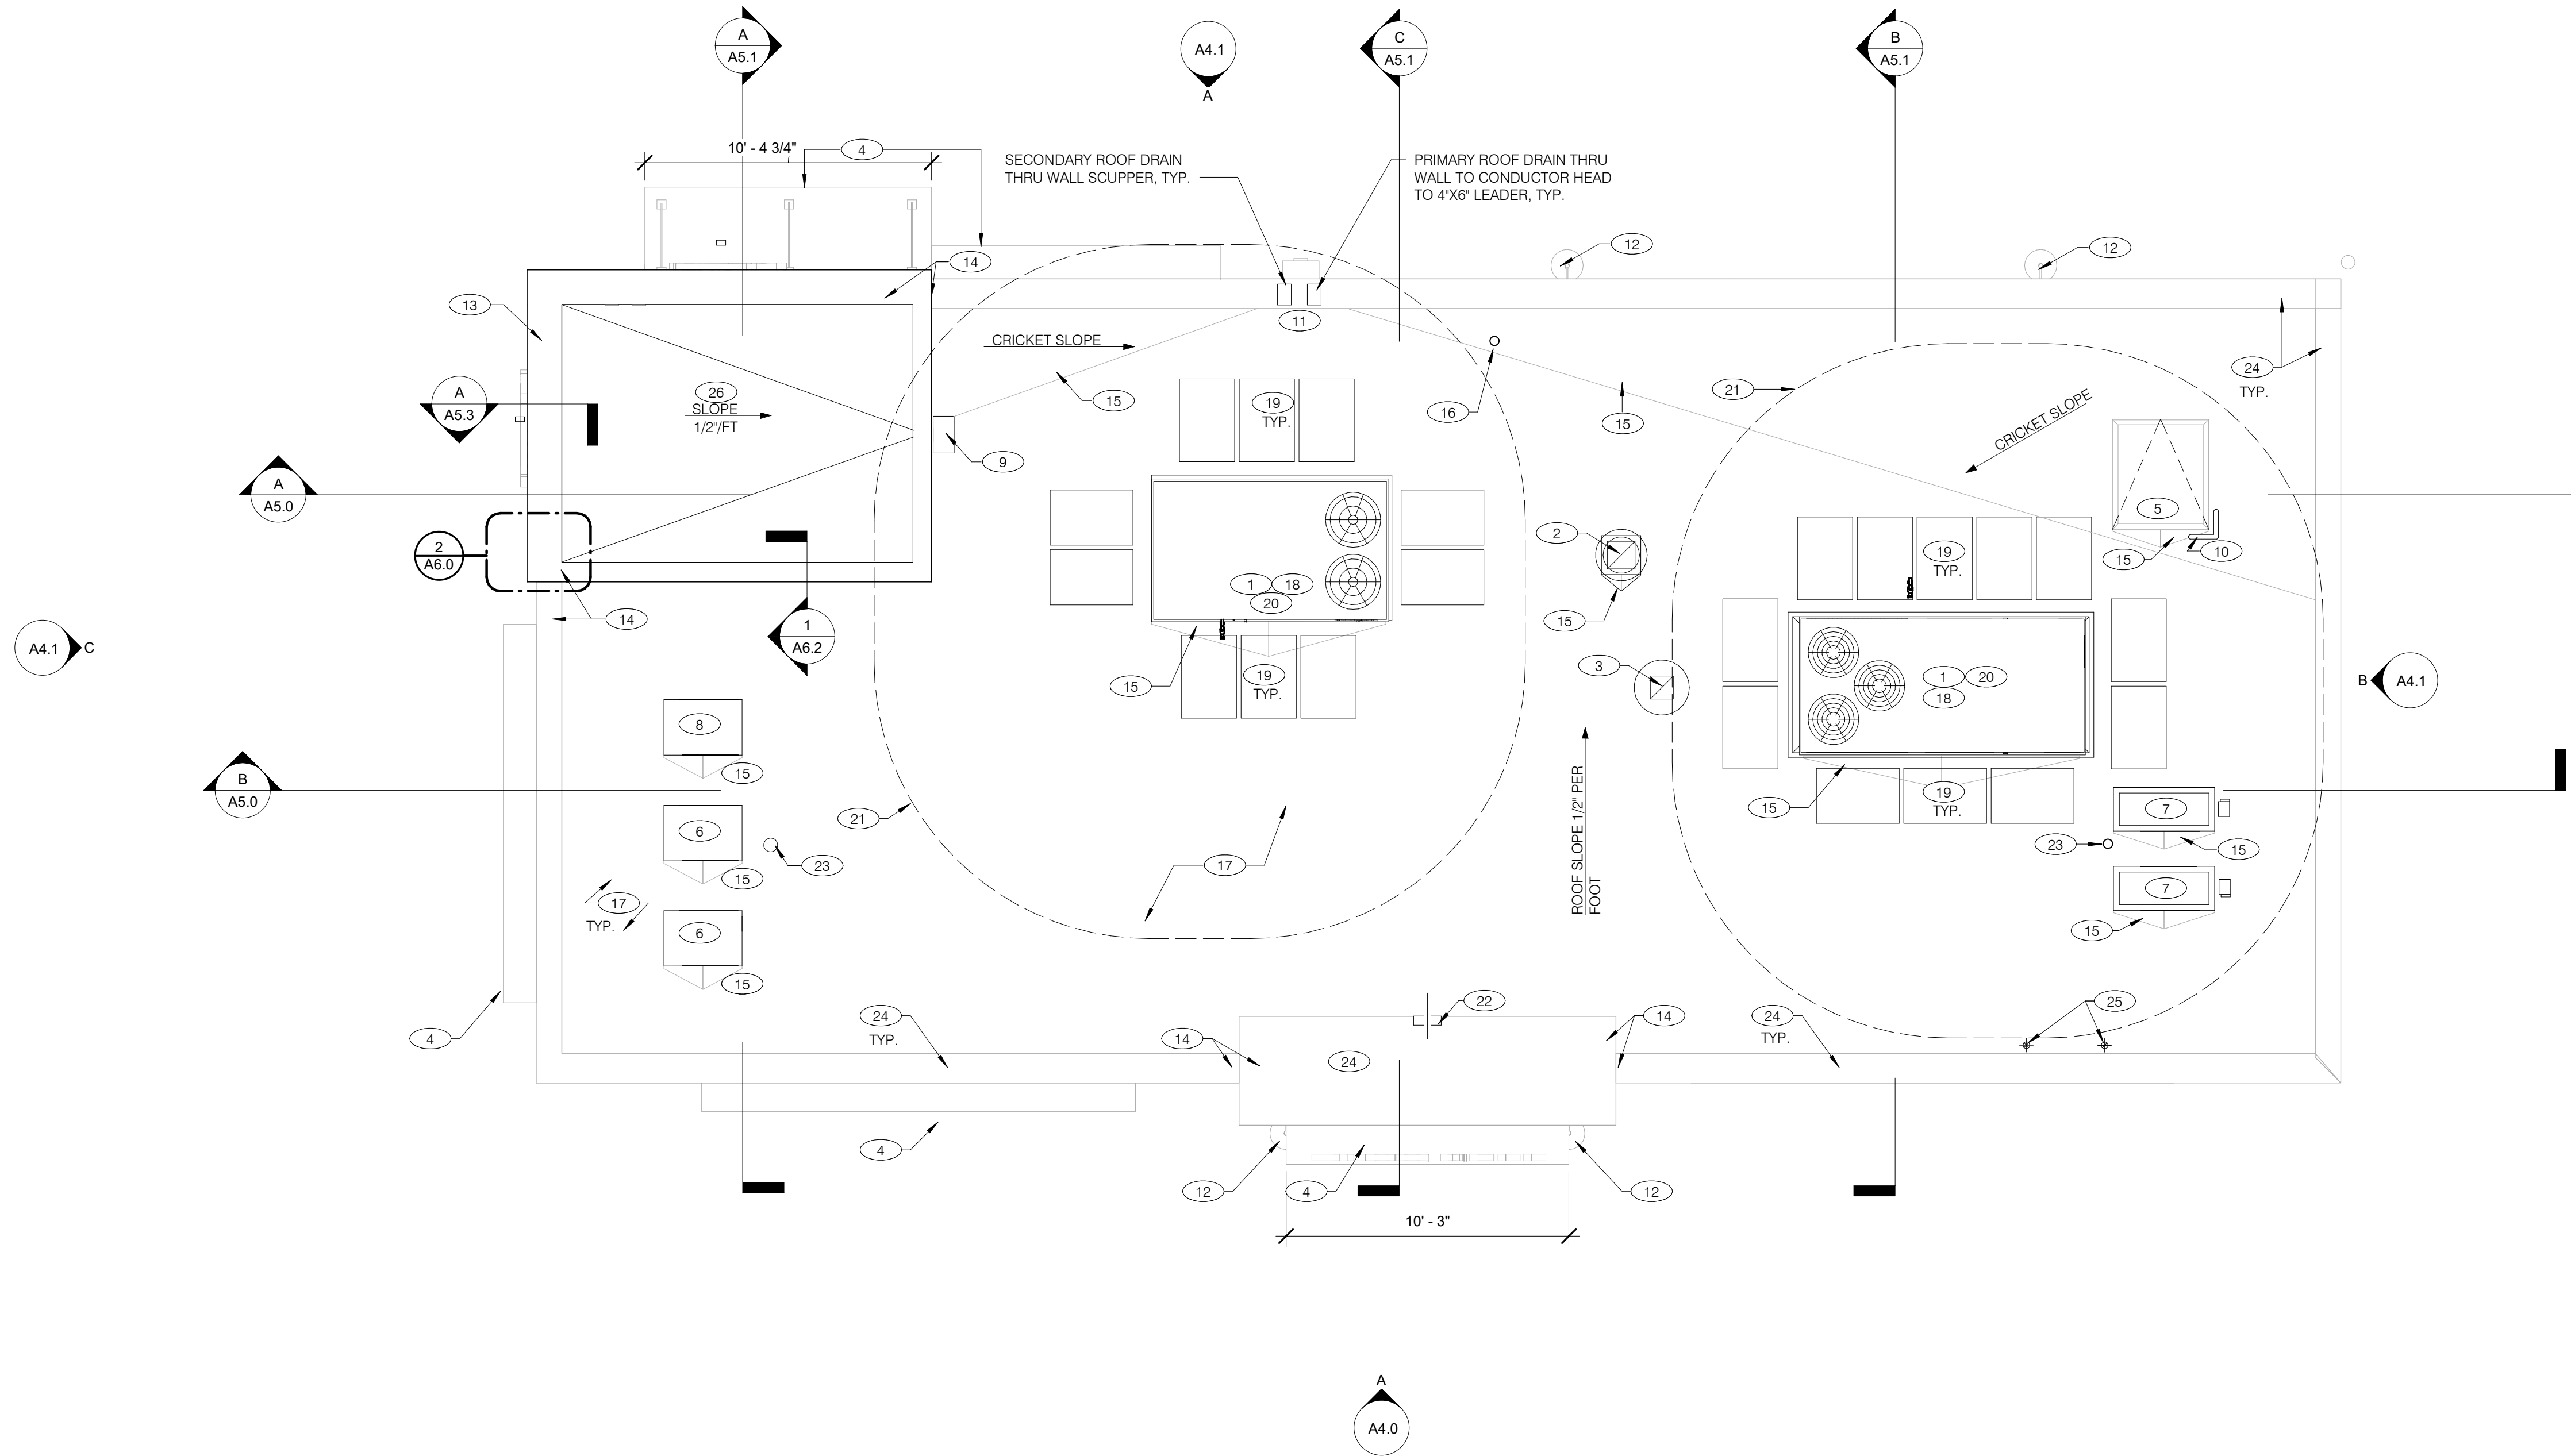 A
A5.1
A4.1
A
C
A5.1
B
A5.1
10' - 4 3/4"
4
SECONDARY ROOF DRAIN
THRU WALL SCUPPER, TYP.
PRIMARY ROOF DRAIN THRU
WALL TO CONDUCTOR HEAD
TO 4"X6" LEADER, TYP.
12
12
14
13
11
CRICKET SLOPE
24
TYP.
21
15
16
15
19
TYP.
CRICKET SLOPE
A
A5.3
26
SLOPE
1/2"/FT
9
A
A5.0
5
2
A6.0
2
19
TYP.
15
10
1
18
20
15
14
1
A6.2
A4.1
C
3
15
19
TYP.
1
20
18
B
A4.1
8
15
B
A5.0
ROOF SLOPE 1/2" PER
FOOT
15
19
TYP.
7
21
6
23
15
17
23
15
7
17
TYP.
6
15
15
22
25
4
24
TYP.
14
24
14
24
TYP.
4
12
4
12
10' - 3"
A
A4.0